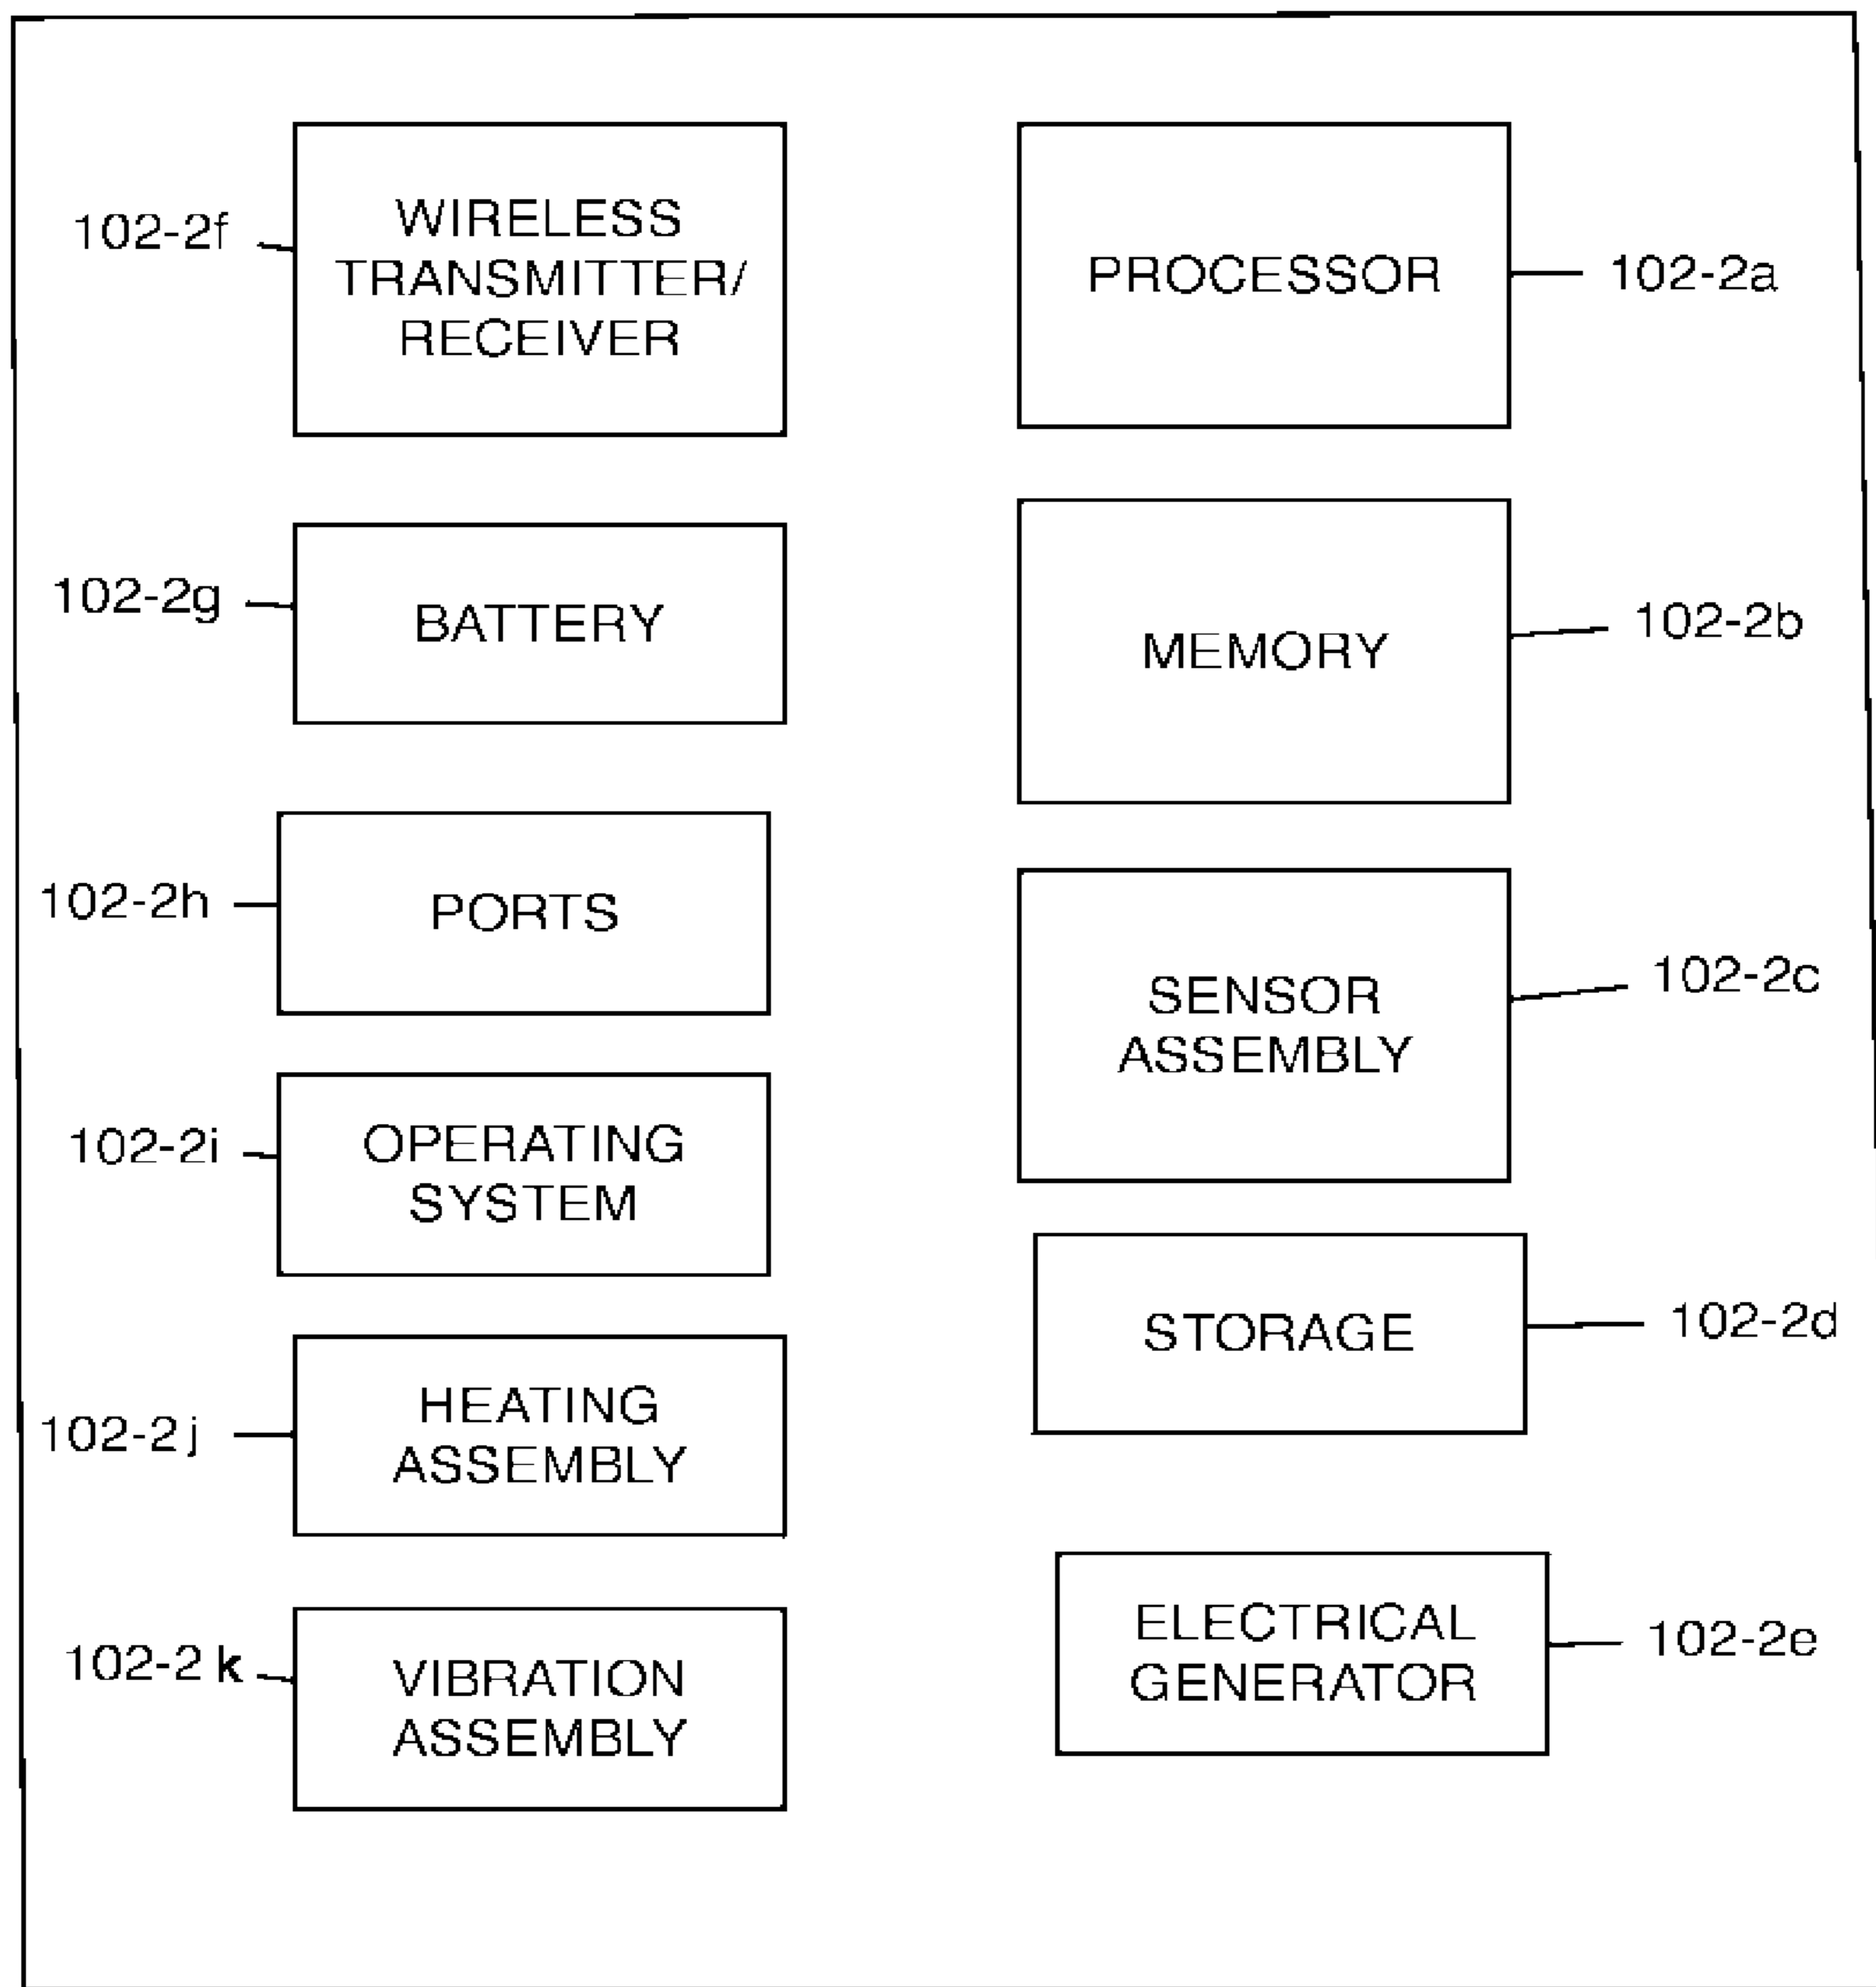 102-2f
WIRELESS
TRANSMITTER/
RECEIVER
PROCESSOR
102-2a
102-2g
BATTERY
MEMORY
102-2b
102-2h
PORTS
SENSOR
ASSEMBLY
102-2c
102-2i
OPERATING
SYSTEM
STORAGE
102-2d
102-2j
HEATING
ASSEMBLY
102-2k
VIBRATION
ASSEMBLY
ELECTRICAL
GENERATOR
102-2e